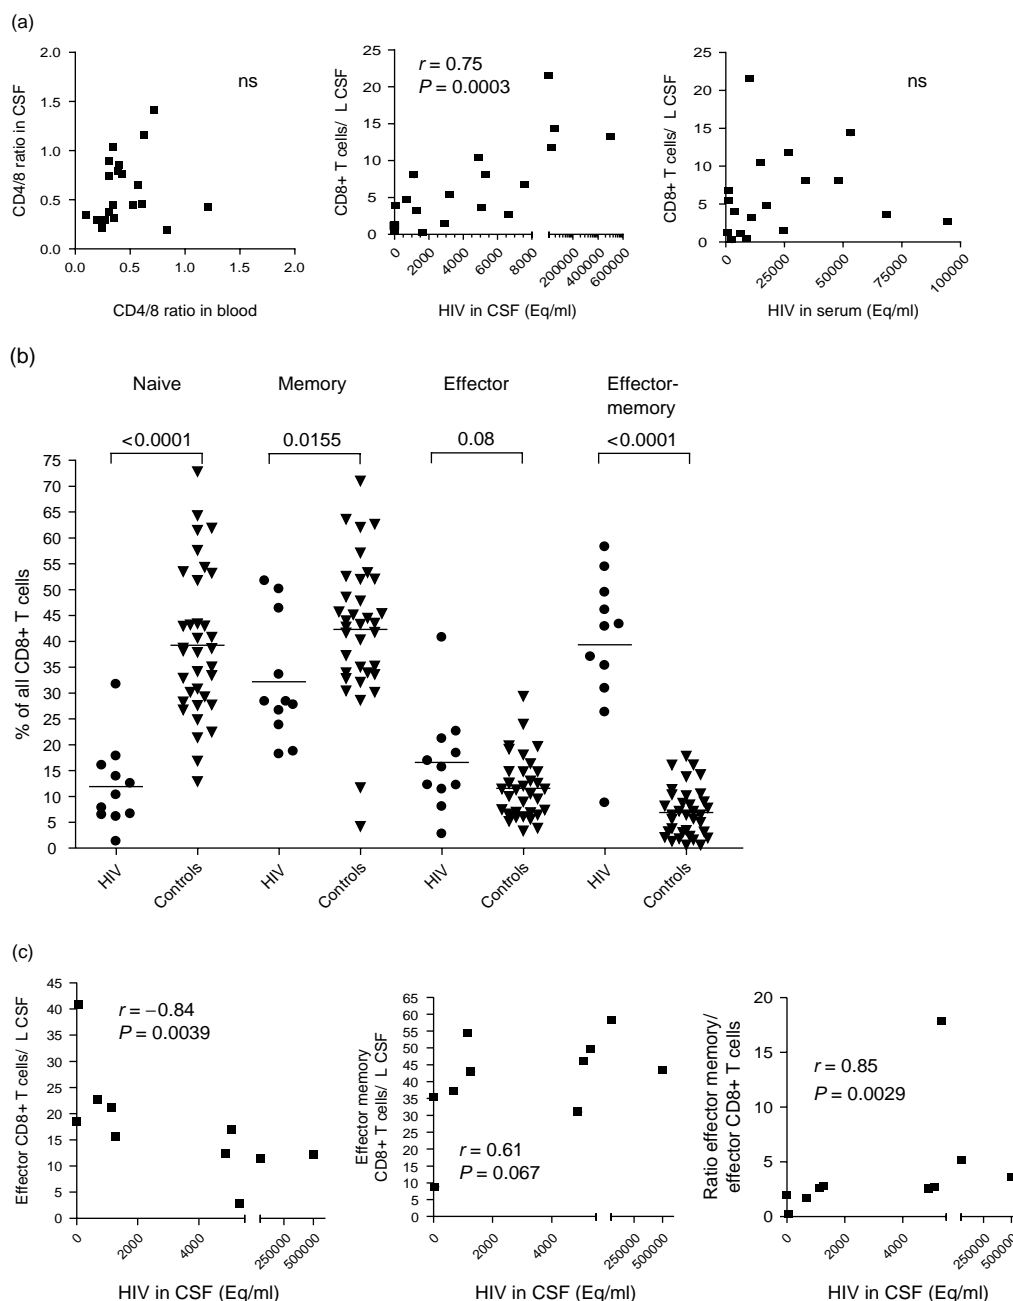 (a)
2.0
1.5
1.0
0.5
0.0
CD4/8 ratio in CSF
ns
0.0 0.5 1.0 1.5 2.0
CD4/8 ratio in blood
25
20
15
10
5
0
CD8+ T cells/ L CSF
r = 0.75
P = 0.0003
0 2000 4000 6000 8000 200000 400000 600000
HIV in CSF (Eq/ml)
25
20
15
10
5
0
CD8+ T cells/ L CSF
ns
0 25000 50000 75000 100000
HIV in serum (Eq/ml)
(b)
Naive Memory Effector Effector-
memory
<0.0001 0.0155 0.08 <0.0001
75
70
65
60
55
50
45
40
35
30
25
20
15
10
5
0
% of all CD8+ T cells
HIV Controls HIV Controls HIV Controls HIV Controls
(c)
45
40
35
30
25
20
15
10
5
0
Effector CD8+ T cells/ L CSF
r = −0.84
P = 0.0039
0 2000 4000 250000 500000
HIV in CSF (Eq/ml)
65
60
55
50
45
40
35
30
25
20
15
10
5
0
Effector memory
CD8+ T cells/ L CSF
r = 0.61
P = 0.067
0 2000 4000 250000 500000
HIV in CSF (Eq/ml)
20
15
10
5
0
Ratio effector memory/
effector CD8+ T cells
r = 0.85
P = 0.0029
0 2000 4000 250000 500000
HIV in CSF (Eq/ml)